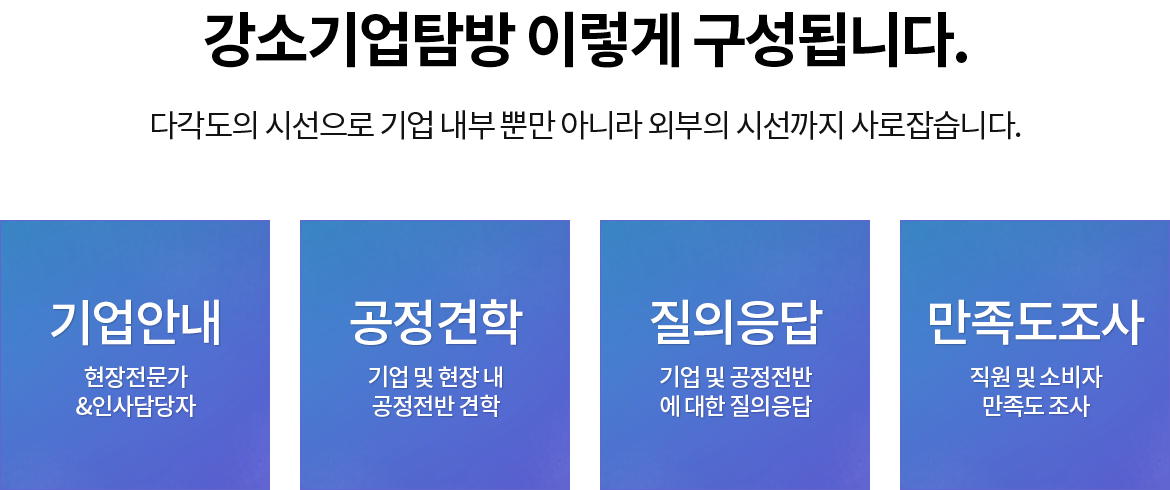 강소기업탐방 이렇게 구성됩니다.
다각도의 시선으로 기업 내부 뿐만 아니라 외부의 시선까지 사로잡습니다.
기업안내
현장전문가
&인사담당자
공정견학
기업 및 현장 내
공정전반 견학
질의응답
기업 및 공정전반
에 대한 질의응답
만족도조사
직원 및 소비자
만족도 조사